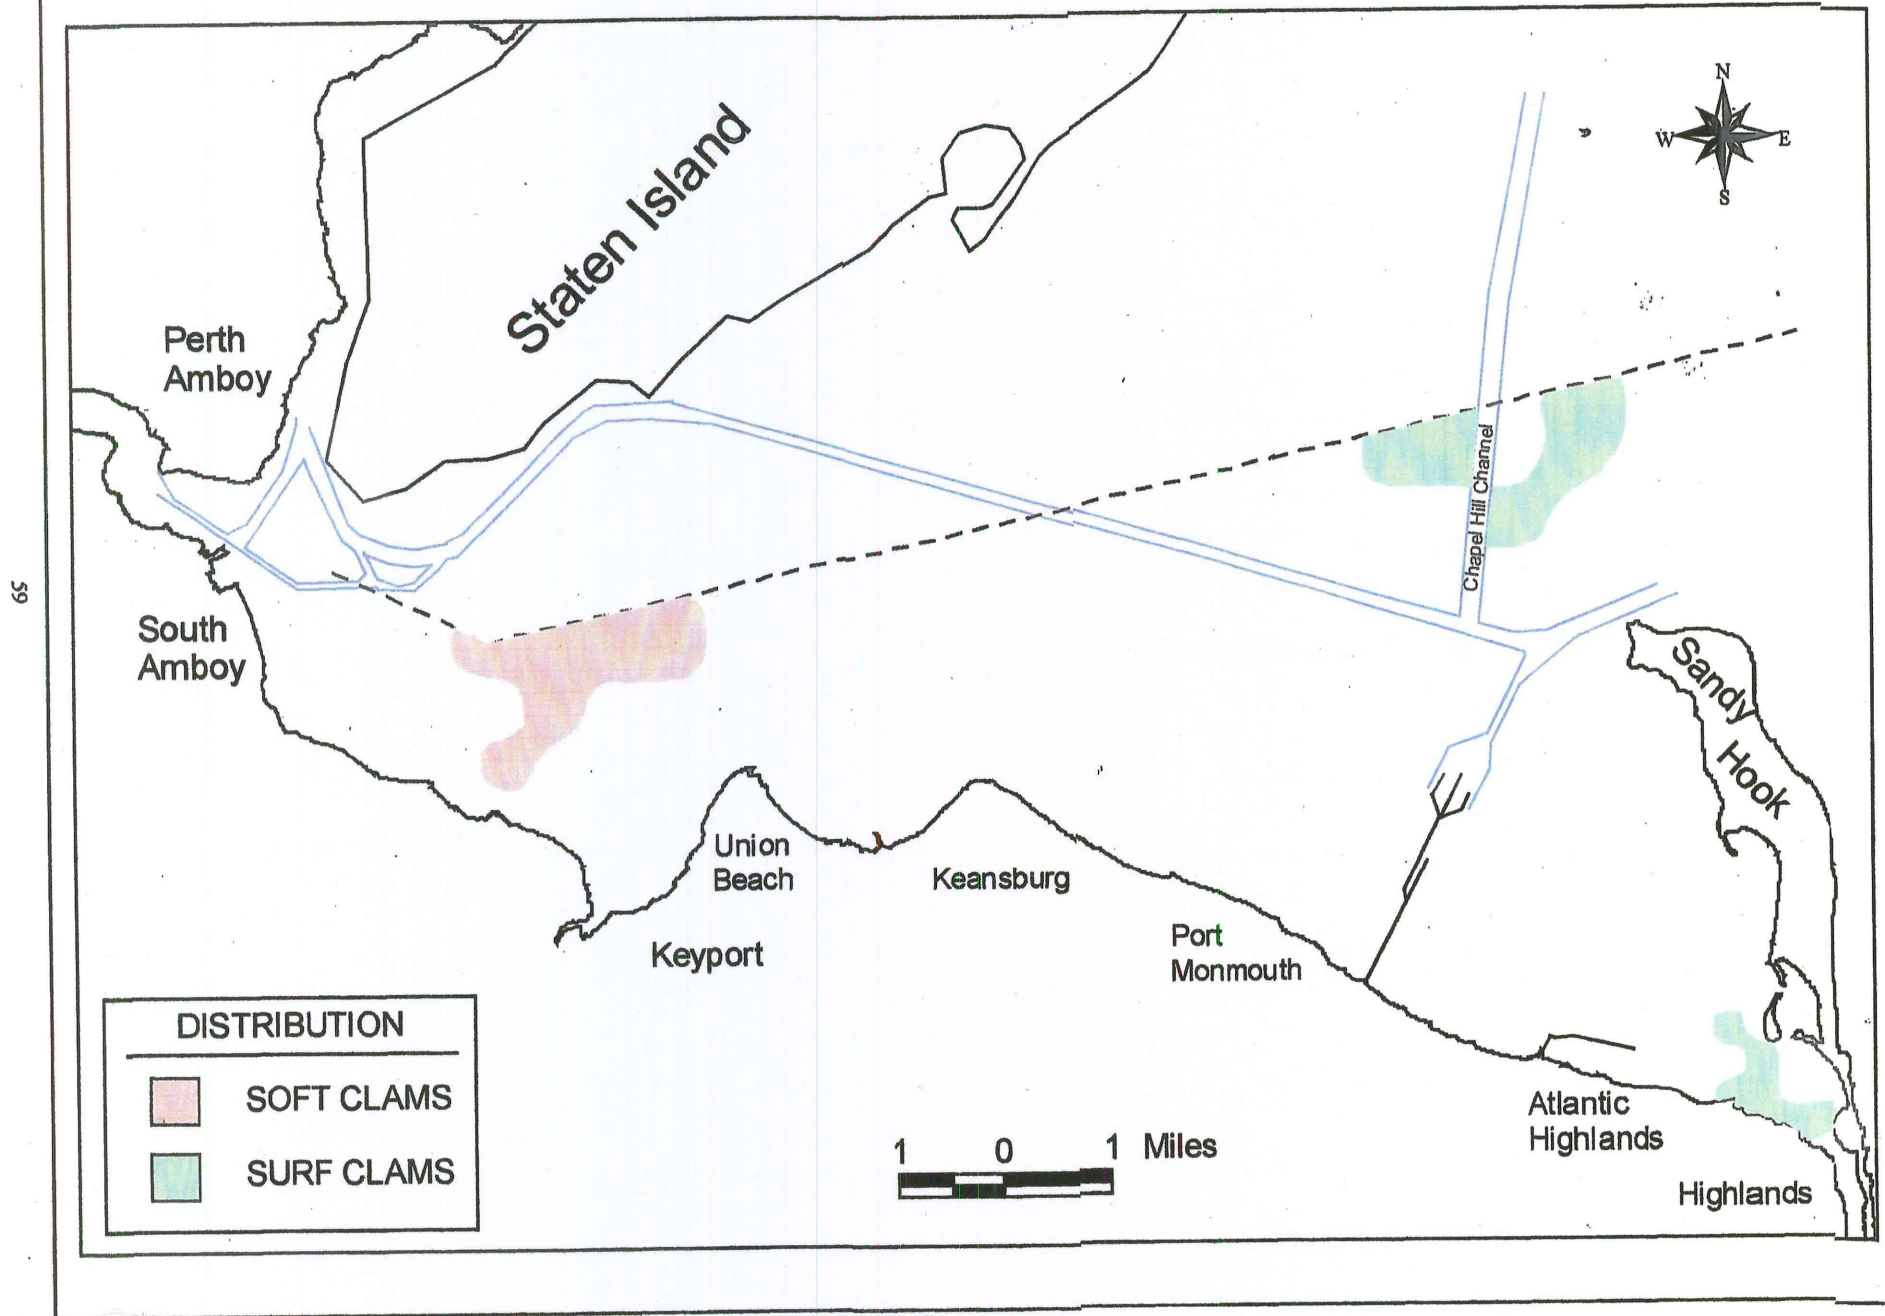 N
W E
S
Staten Island
Perth
Amboy
Chapel Hill Channel
59
South
Amboy
Sandy
Hook
Union
Beach
Keansburg
Keyport
Port
Monmouth
DISTRIBUTION
SOFT CLAMS
SURF CLAMS
1 0 1 Miles
Atlantic
Highlands
Highlands